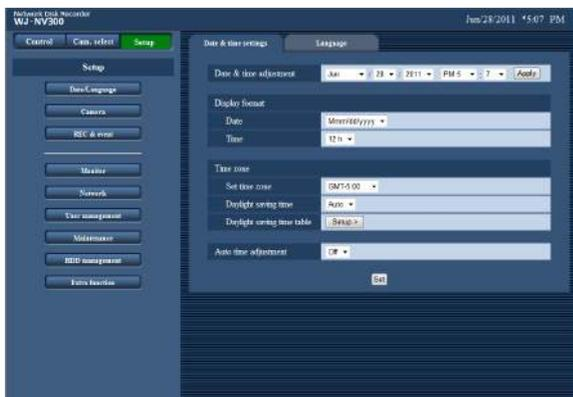 Network Disk Recorder
WJ-NV300
Jun/28/2011 *5:07 PM
Control Cam. select Setup
Date & time settings Language
Setup
Date/Language
Camera
REC & event
Monitor
Network
User management
Maintenance
HDD management
Extra function
Date & time adjustment Jun / 28 / 2011 PM 5 : 7 Apply
Display format
Date Mmm/dd/yyyy
Time 12 h
Time zone
Set time zone GMT-5:00
Daylight saving time Auto
Daylight saving time table Setup >
Auto time adjustment Off
Set